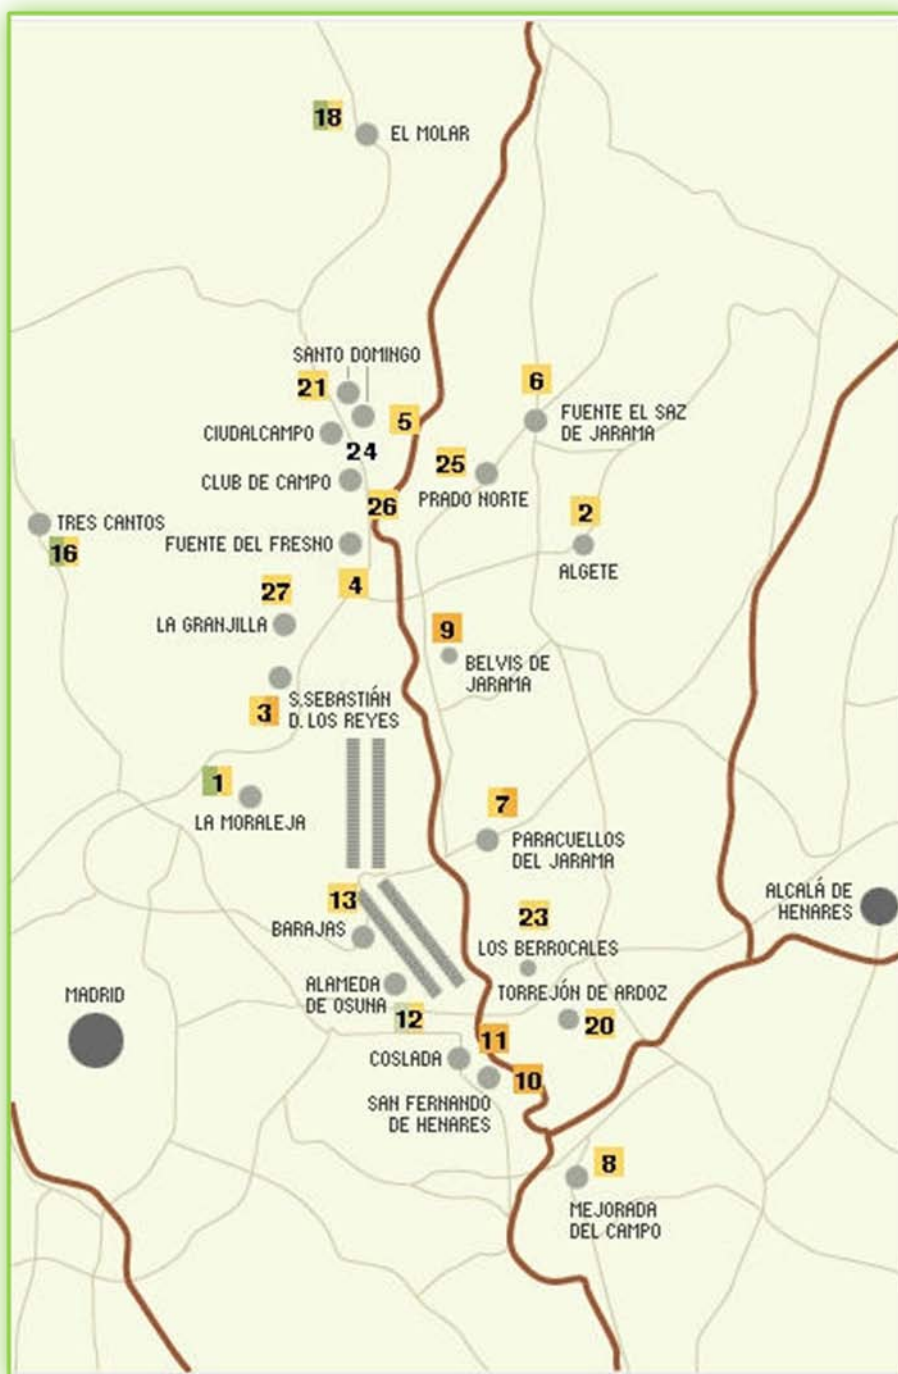 18
EL MOLAR
SANTO DOMINGO
21
6
5
FUENTE EL SAZ
DE JARAMA
CIUDALCAMPO
24
25
CLUB DE CAMPO
PRADO NORTE
26
2
TRES CANTOS
16
FUENTE DEL FRESNO
ALGETE
27
4
LA GRANJILLA
9
BELVIS DE
JARAMA
S.SEBASTIÁN
D. LOS REYES
3
1
LA MORALEJA
7
PARACUELLOS
DEL JARAMA
ALCALÁ DE
HENARES
13
BARAJAS
23
LOS BERROCALES
ALAMEDA
DE OSUNA
TORREJÓN DE ARDOZ
MADRID
12
20
11
COSLADA
10
SAN FERNANDO
DE HENARES
8
MEJORADA
DEL CAMPO